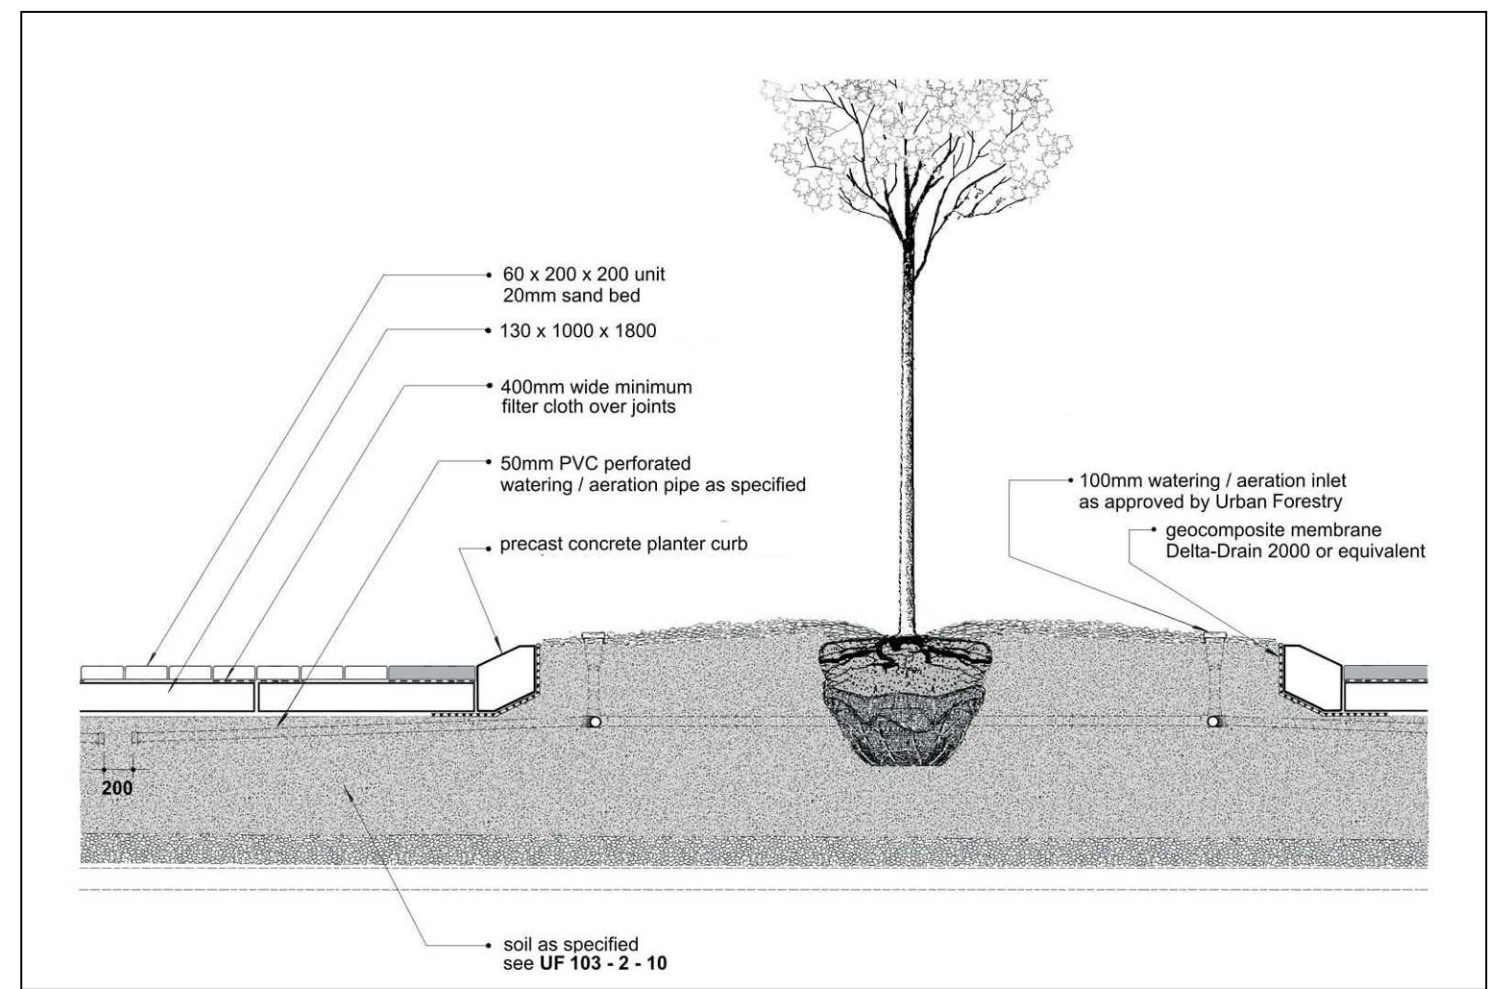 60 x 200 x 200 unit
20mm sand bed
130 x 1000 x 1800
400mm wide minimum
filter cloth over joints
50mm PVC perforated
watering / aeration pipe as specified
precast concrete planter curb
100mm watering / aeration inlet
as approved by Urban Forestry
geocomposite membrane
Delta-Drain 2000 or equivalent
200
soil as specified
see UF 103 - 2 - 10